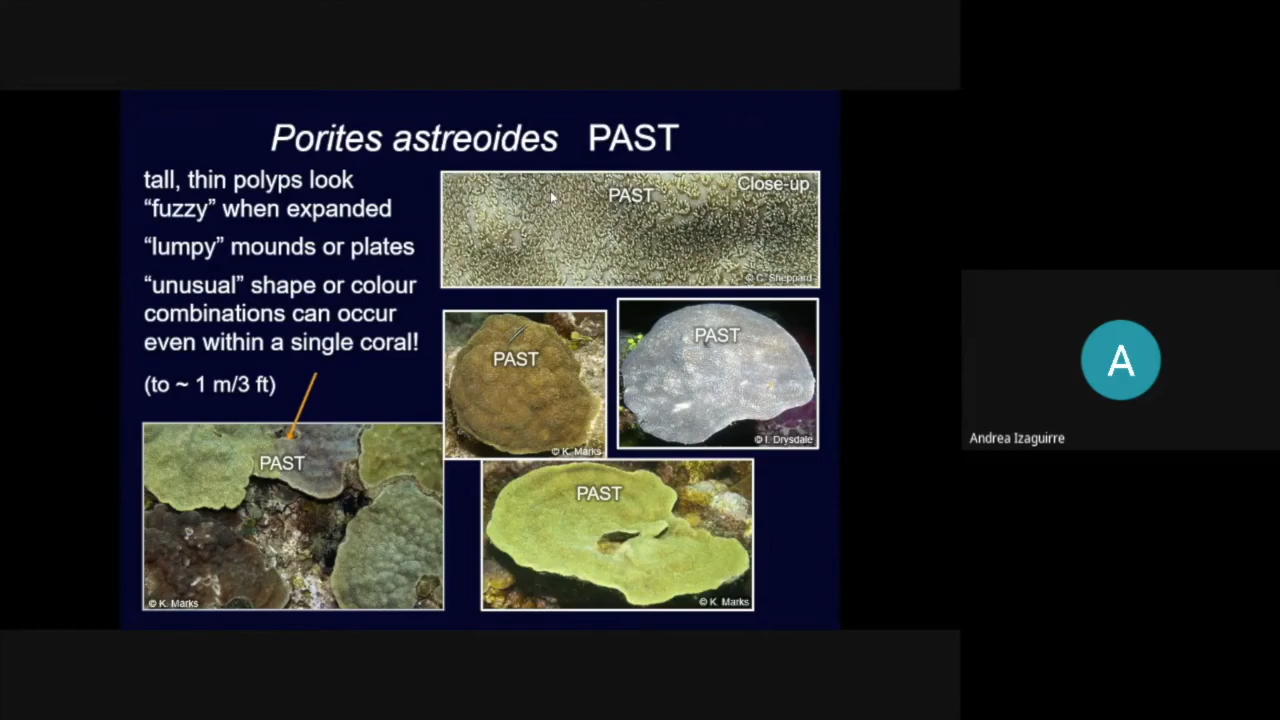 Porites astreoides PAST
tall, thin polyps look
“fuzzy” when expanded
“lumpy” mounds or plates
“unusual” shape or colour
combinations can occur
even within a single coral!
(to ~ 1 m/3 ft)
PAST
Close-up
© C. Sheppard
PAST
© K. Marks
PAST
© I. Drysdale
PAST
© K. Marks
PAST
© K. Marks
A
Andrea Izaguirre